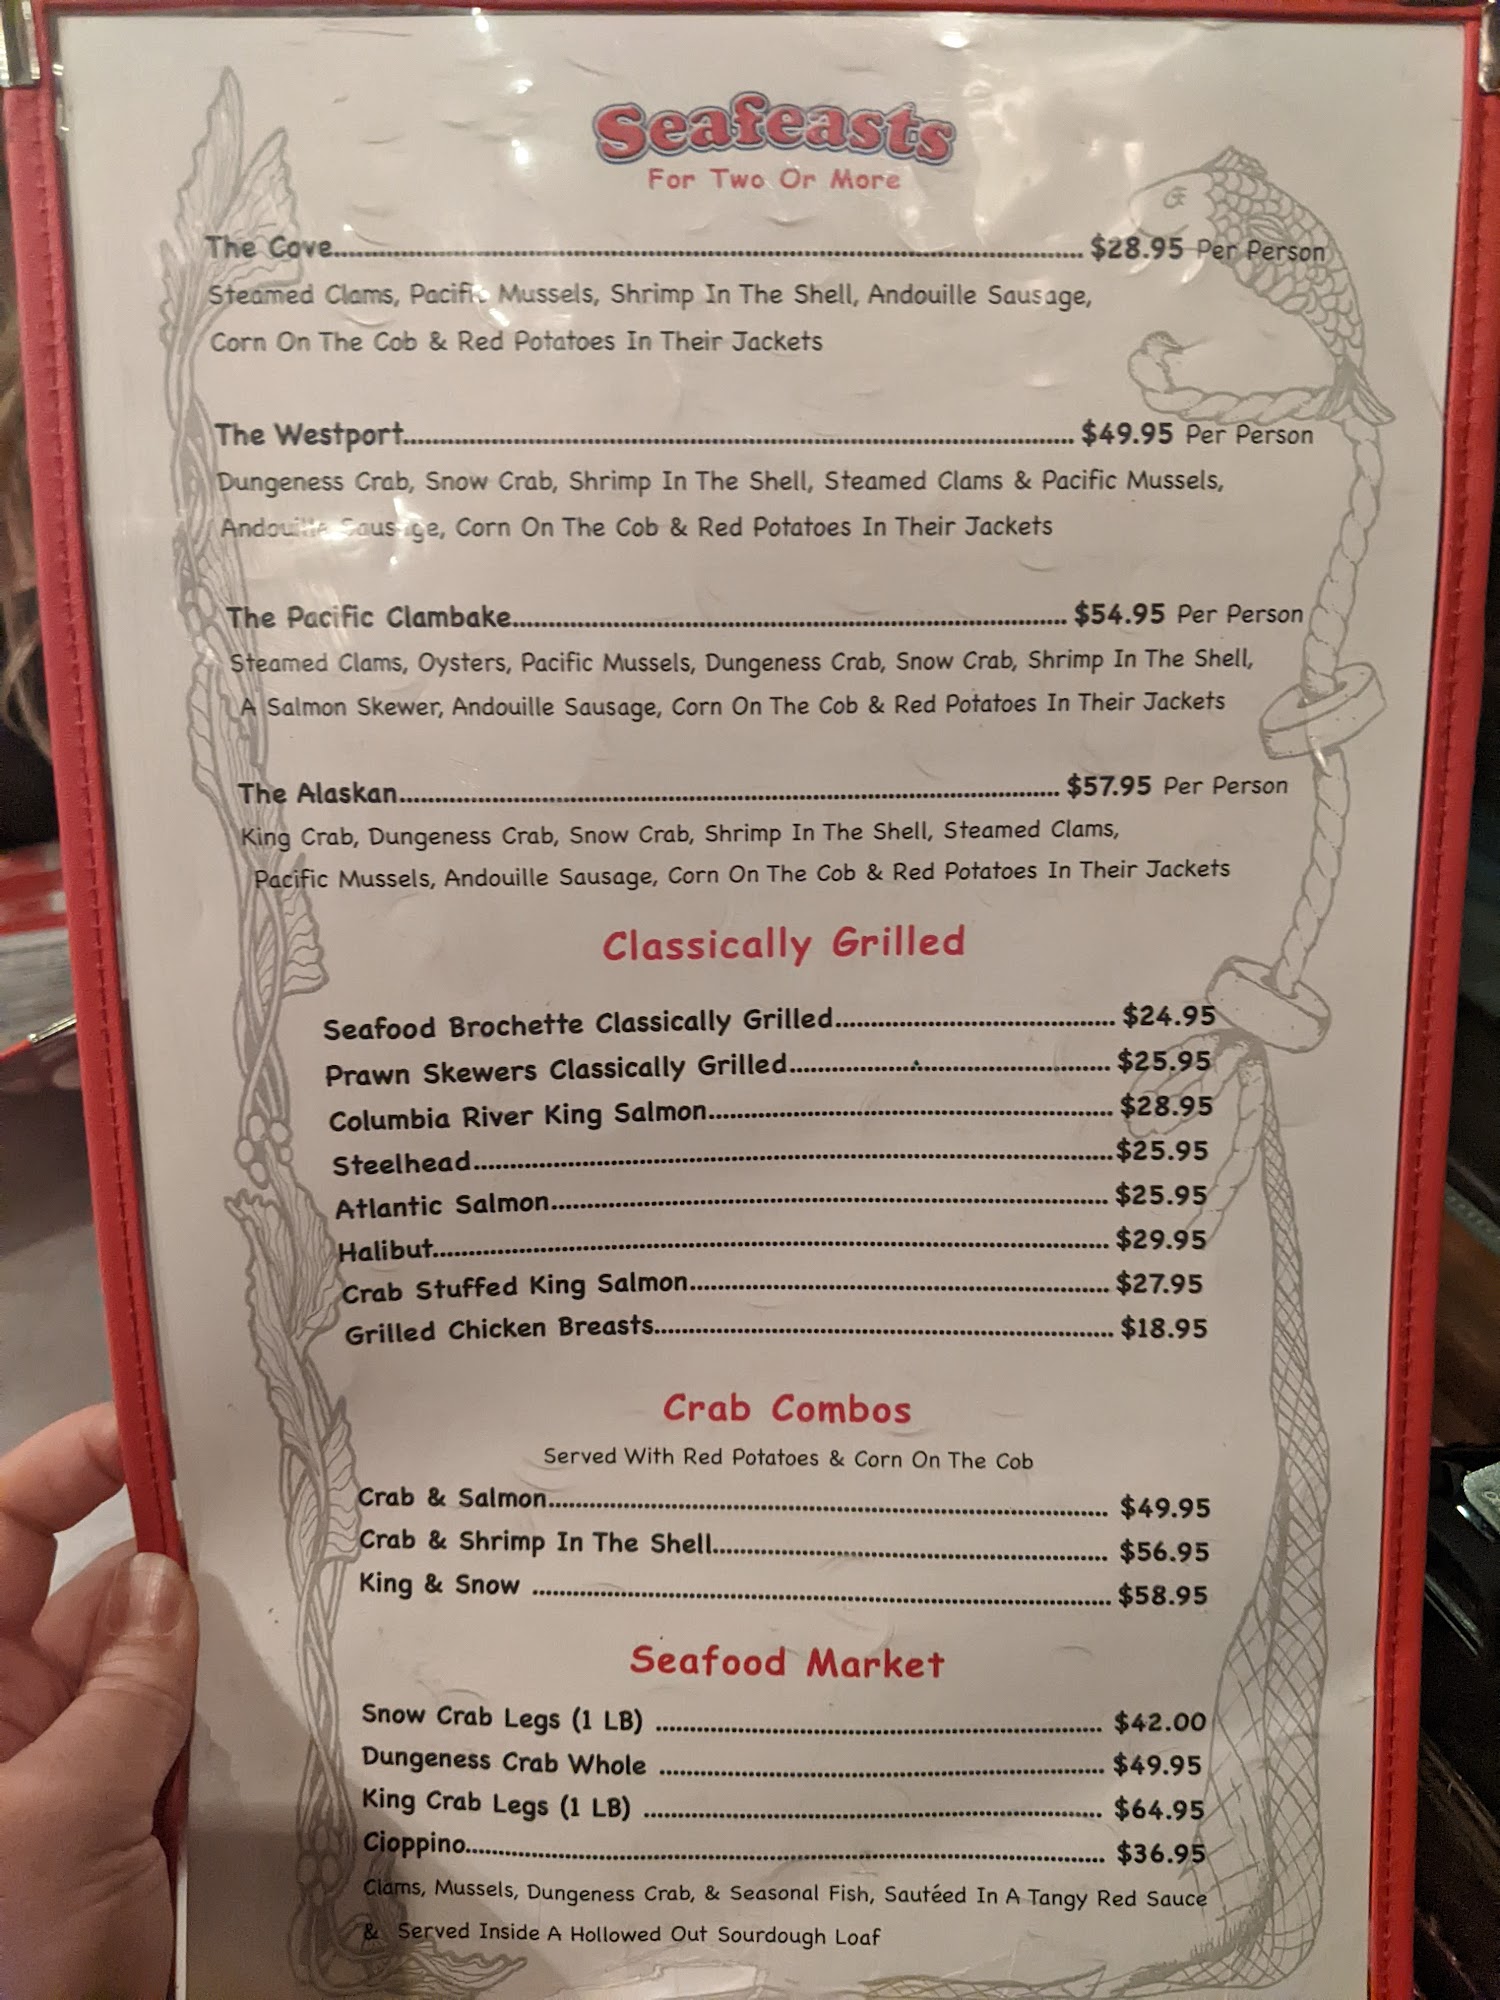 Seafeasts
For Two Or More
The Cove........ $28.95 Per Person
Steamed Clams, Pacific Mussels, Shrimp In The Shell, Andouille Sausage,
Corn On The Cob & Red Potatoes In Their Jackets
The Westport........ $49.95 Per Person
Dungeness Crab, Snow Crab, Shrimp In The Shell, Steamed Clams & Pacific Mussels,
Andouille Sausage, Corn On The Cob & Red Potatoes In Their Jackets
The Pacific Clambake........ $54.95 Per Person
Steamed Clams, Oysters, Pacific Mussels, Dungeness Crab, Snow Crab, Shrimp In The Shell,
A Salmon Skewer, Andouille Sausage, Corn On The Cob & Red Potatoes In Their Jackets
The Alaskan........ $57.95 Per Person
King Crab, Dungeness Crab, Snow Crab, Shrimp In The Shell, Steamed Clams,
Pacific Mussels, Andouille Sausage, Corn On The Cob & Red Potatoes In Their Jackets
Classically Grilled
Seafood Brochette Classically Grilled........ $24.95
Prawn Skewers Classically Grilled........ $25.95
Columbia River King Salmon........ $28.95
Steelhead........ $25.95
Atlantic Salmon........ $25.95
Halibut........ $29.95
Crab Stuffed King Salmon........ $27.95
Grilled Chicken Breasts........ $18.95
Crab Combos
Served With Red Potatoes & Corn On The Cob
Crab & Salmon........ $49.95
Crab & Shrimp In The Shell........ $56.95
King & Snow ........ $58.95
Seafood Market
Snow Crab Legs (1 LB) ........ $42.00
Dungeness Crab Whole ........ $49.95
King Crab Legs (1 LB) ........ $64.95
Cioppino........ $36.95
Clams, Mussels, Dungeness Crab, & Seasonal Fish, Sautéed In A Tangy Red Sauce
& Served Inside A Hollowed Out Sourdough Loaf